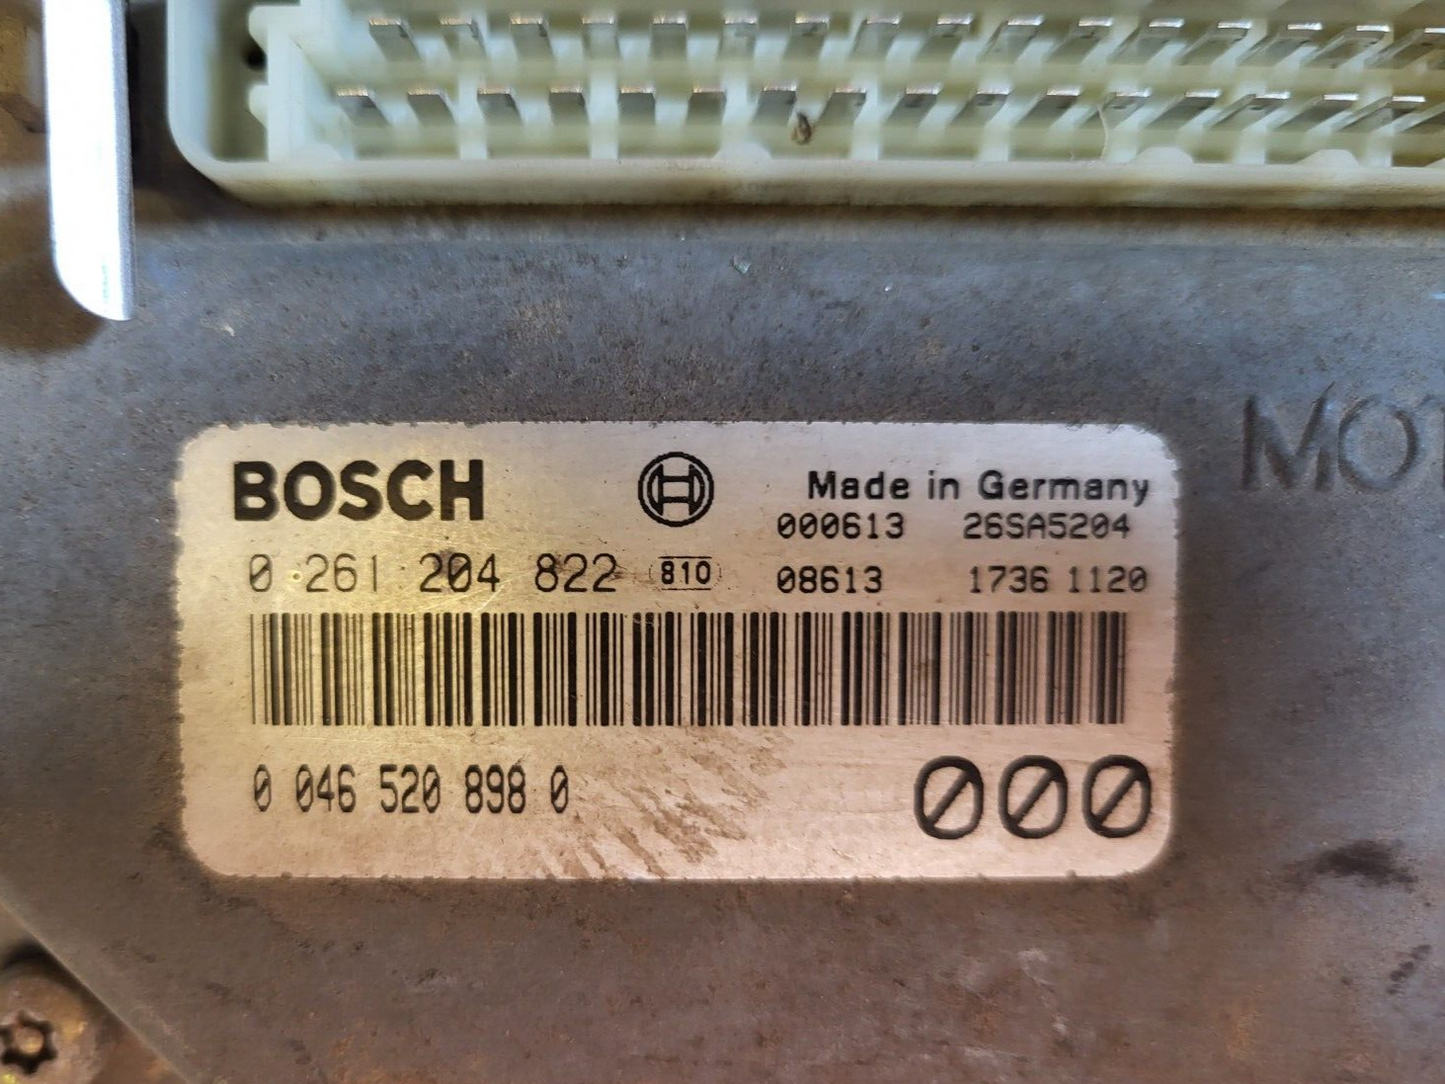 MOT
BOSCH Made in Germany
000613 26SA5204
0 261 204 822 810 08613 1736 1120
0 046 520 898 0 000